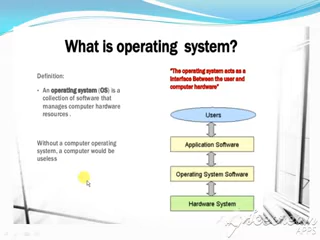 What is operating system?
Definition:
• An operating system (OS) is a
collection of software that
manages computer hardware
resources .
Without a computer operating
system, a computer would be
useless
"The operating system acts as a
Interface Between the user and
computer hardware"
Users
Application Software
Operating System Software
Hardware System
APPS